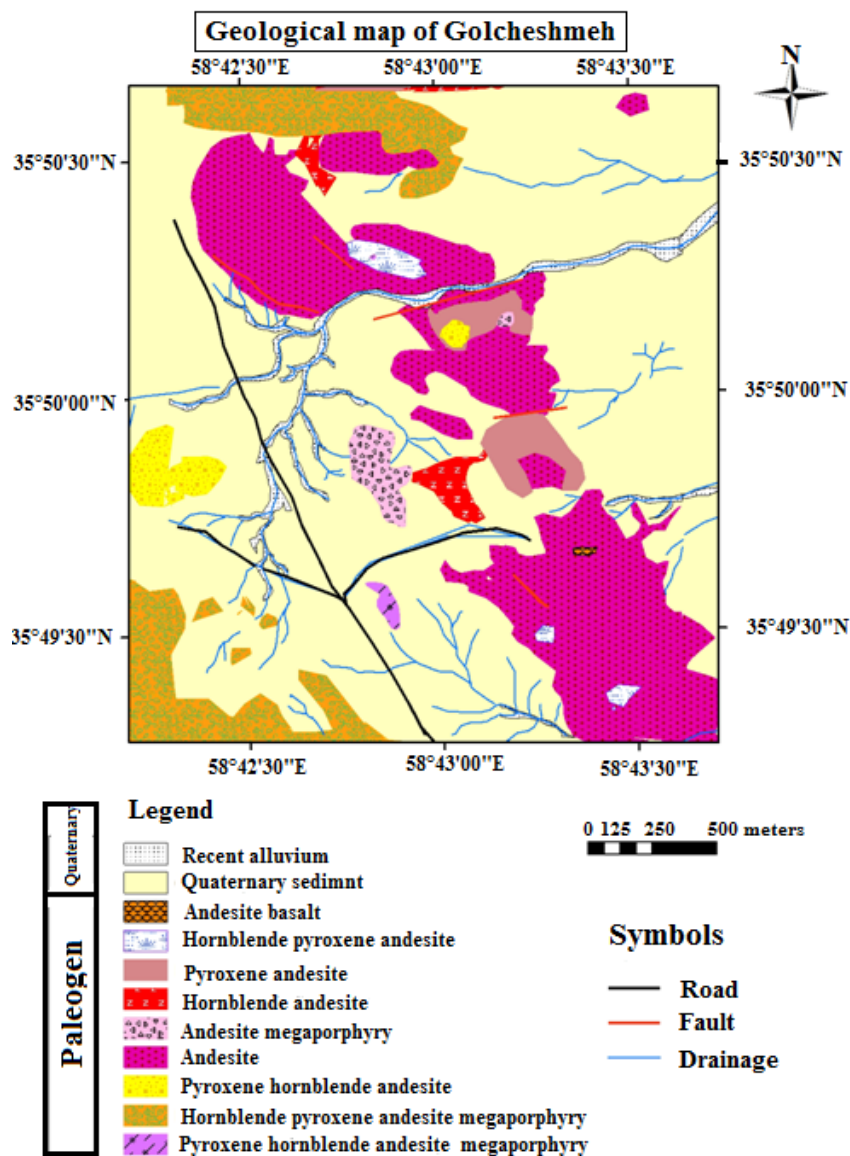 Geological map of Golcheshmeh
58°42'30"E 58°43'00"E 58°43'30"E
N
35°50'30"N 35°50'30"N
35°50'00"N 35°50'00"N
35°49'30"N 35°49'30"N
58°42'30"E 58°43'00"E 58°43'30"E
Legend
Quaternary
Paleogen
Recent alluvium
Quaternary sedimnt
Andesite basalt
Hornblende pyroxene andesite
Pyroxene andesite
Hornblende andesite
Andesite megaporphyry
Andesite
Pyroxene hornblende andesite
Hornblende pyroxene andesite megaporphyry
Pyroxene hornblende andesite megaporphyry
0 125 250 500 meters
Symbols
Road
Fault
Drainage